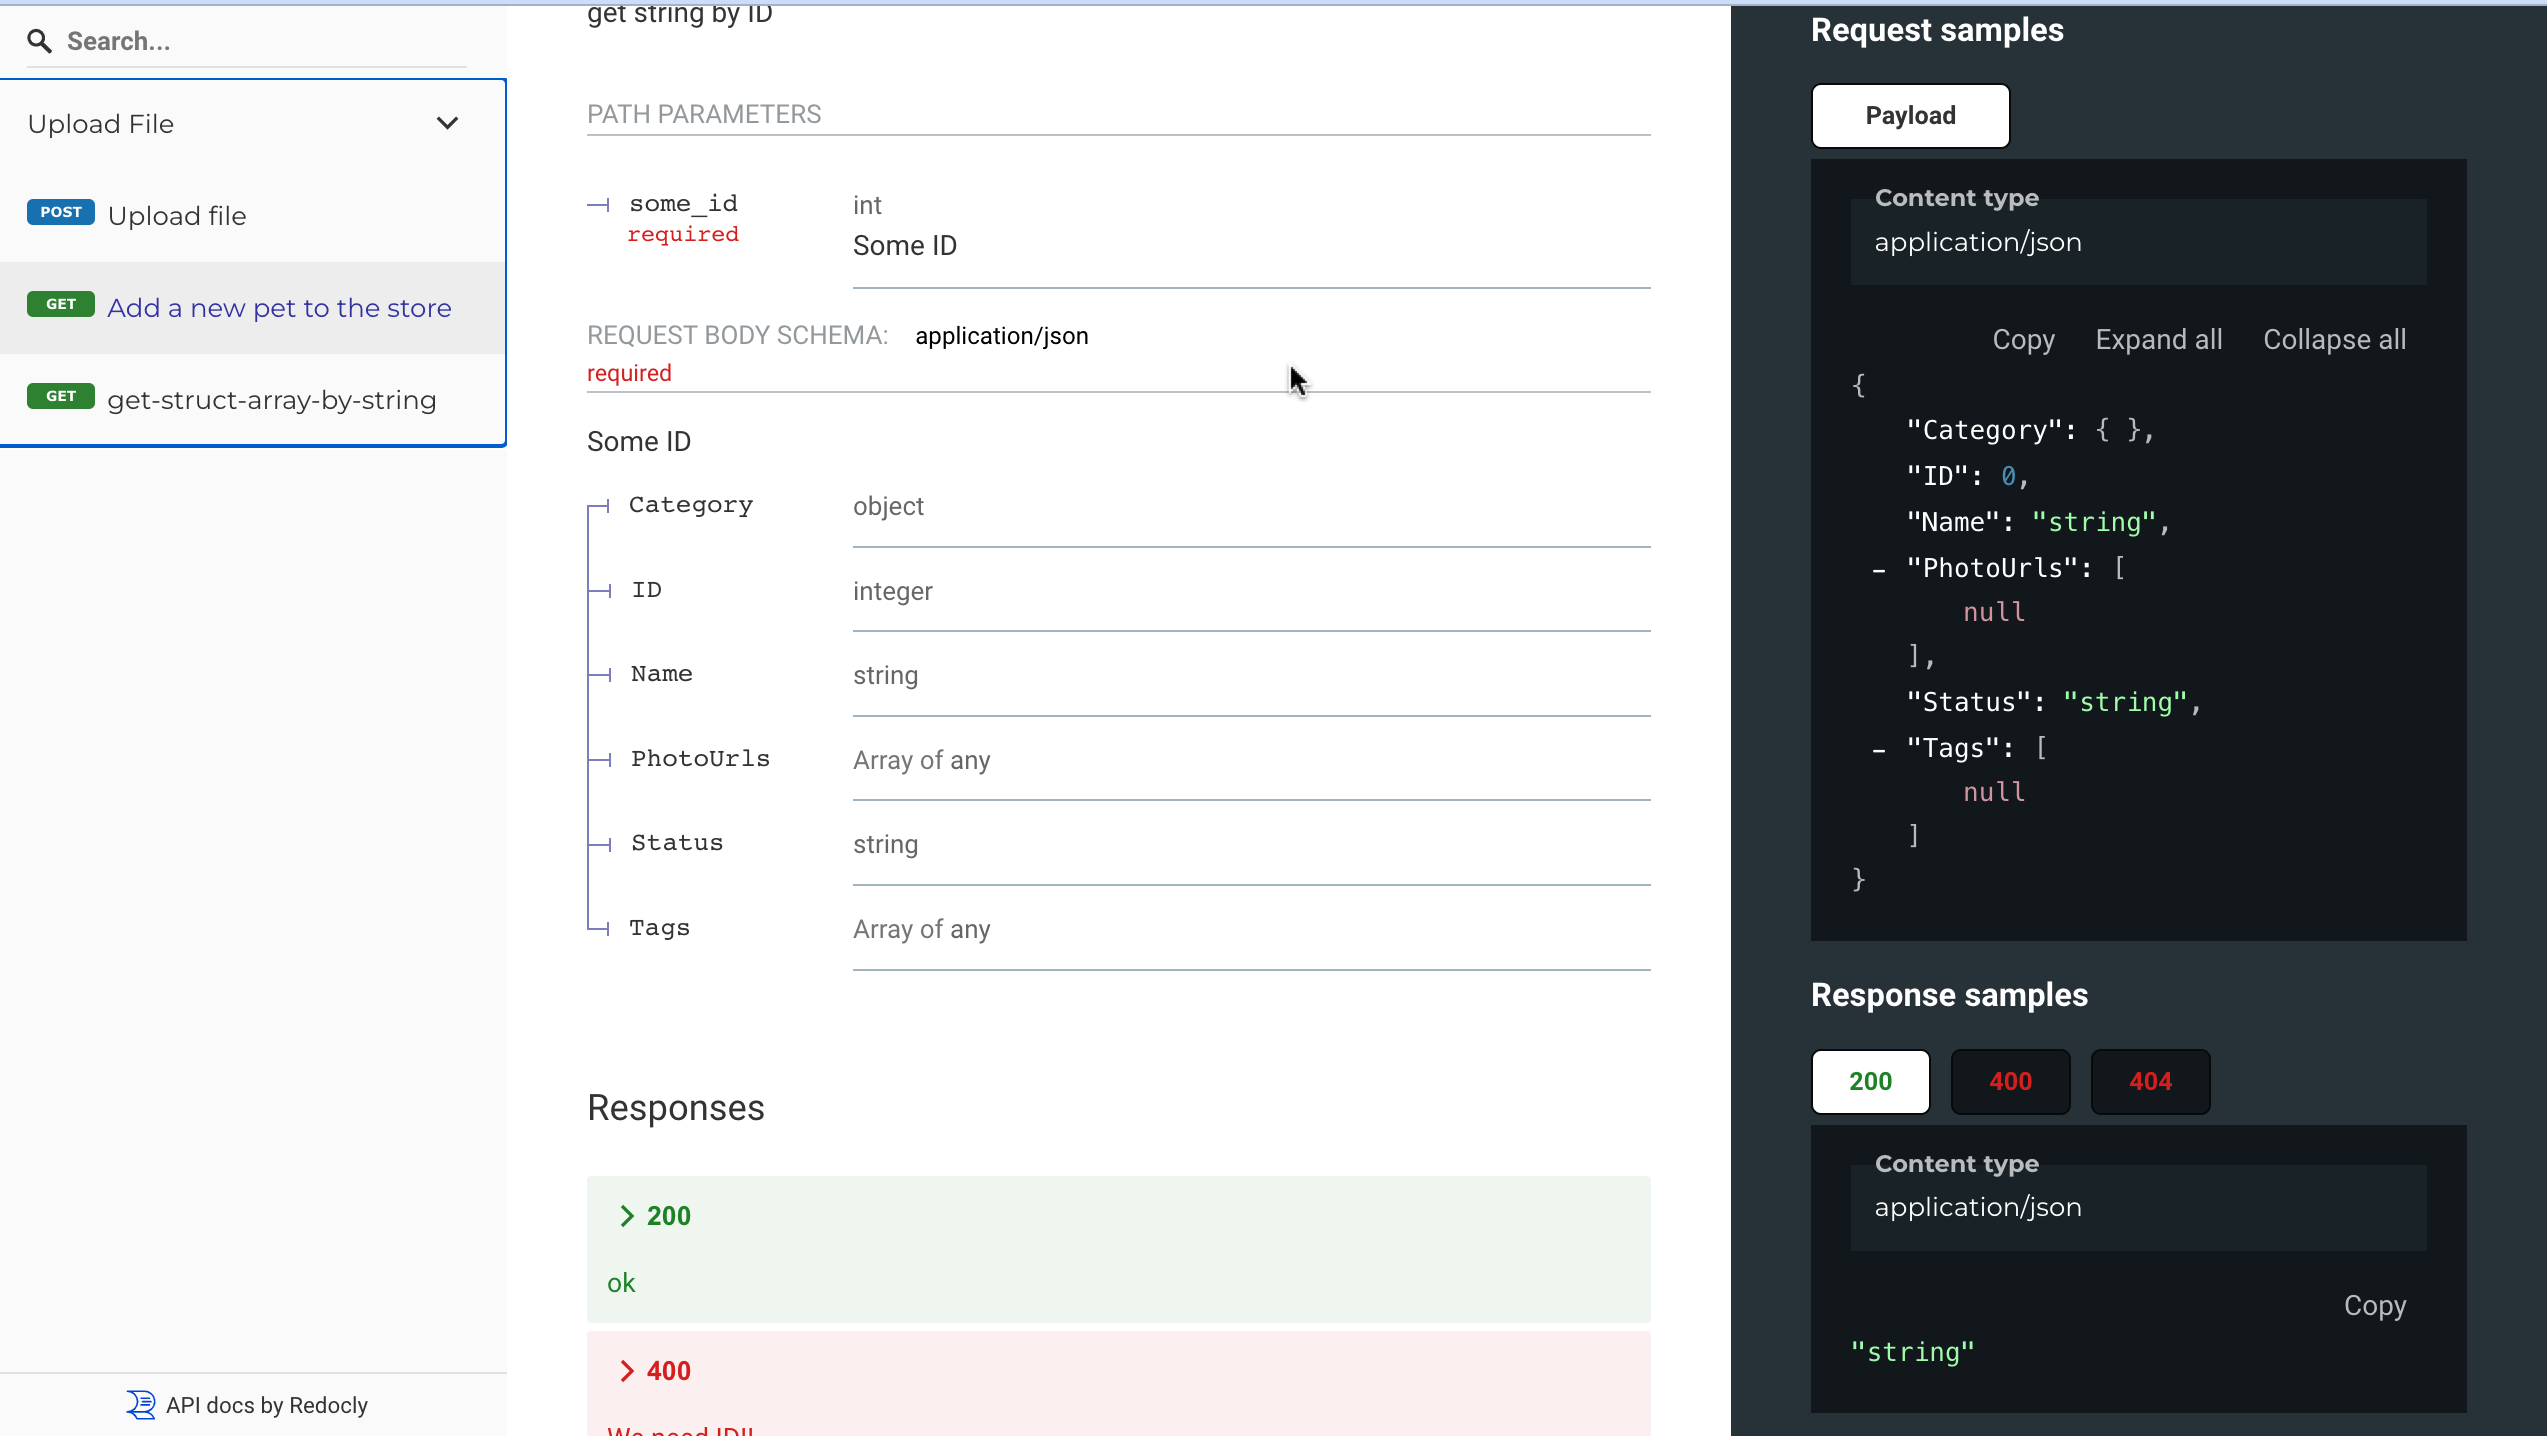 Search...
Upload File
POST Upload file
GET Add a new pet to the store
GET get-struct-array-by-string
API docs by Redocly
get string by ID
PATH PARAMETERS
some_id int
required Some ID
REQUEST BODY SCHEMA: application/json
required
Some ID
Category object
ID integer
Name string
PhotoUrls Array of any
Status string
Tags Array of any
Responses
200
ok
400
We need ID!!
Request samples
Payload
Content type
application/json
Copy Expand all Collapse all
{
"Category": { },
"ID": 0,
"Name": "string",
- "PhotoUrls": [
null
],
"Status": "string",
- "Tags": [
null
]
}
Response samples
200 400 404
Content type
application/json
Copy
"string"